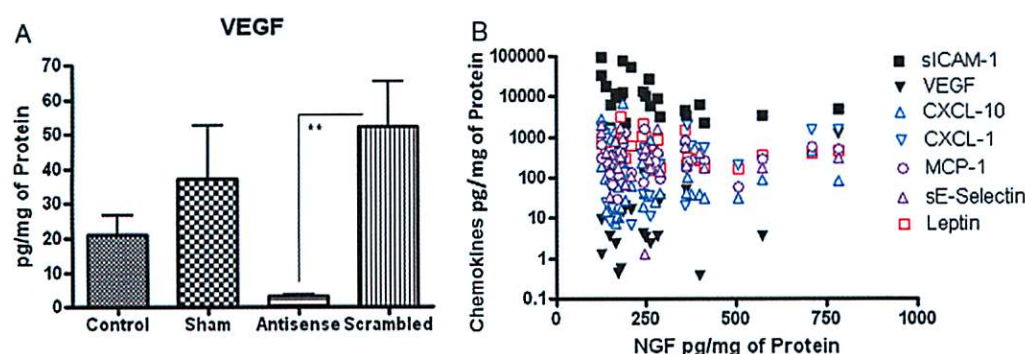 A
VEGF
pg/mg of Protein
70
60
50
40
30
20
10
0
**
Control Sham Antisense Scrambled
B
Chemokines pg/mg of Protein
100000
10000
1000
100
10
1
0.1
0 250 500 750 1000
NGF pg/mg of Protein
sICAM-1
VEGF
CXCL-10
CXCL-1
MCP-1
sE-Selectin
Leptin